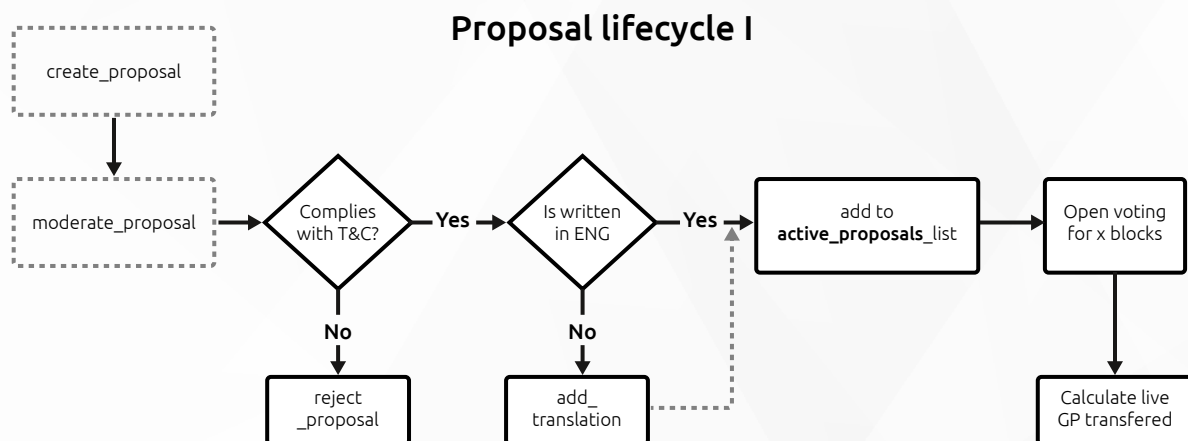 Proposal lifecycle I
create_proposal
moderate_proposal
Complies
with T&C?
Yes
Is written
in ENG
Yes
add to
active_proposals_list
Open voting
for x blocks
No
No
reject
_proposal
add_
translation
Calculate live
GP transfered